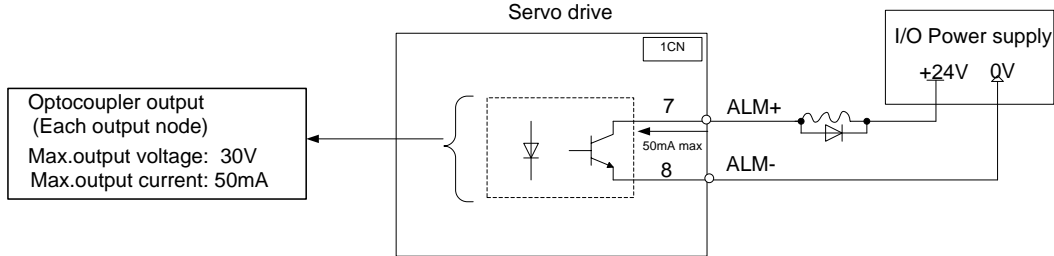 Servo drive
1CN
I/O Power supply
+24V 0V
Optocoupler output
(Each output node)
Max.output voltage: 30V
Max.output current: 50mA
7
ALM+
50mA max
8
ALM-